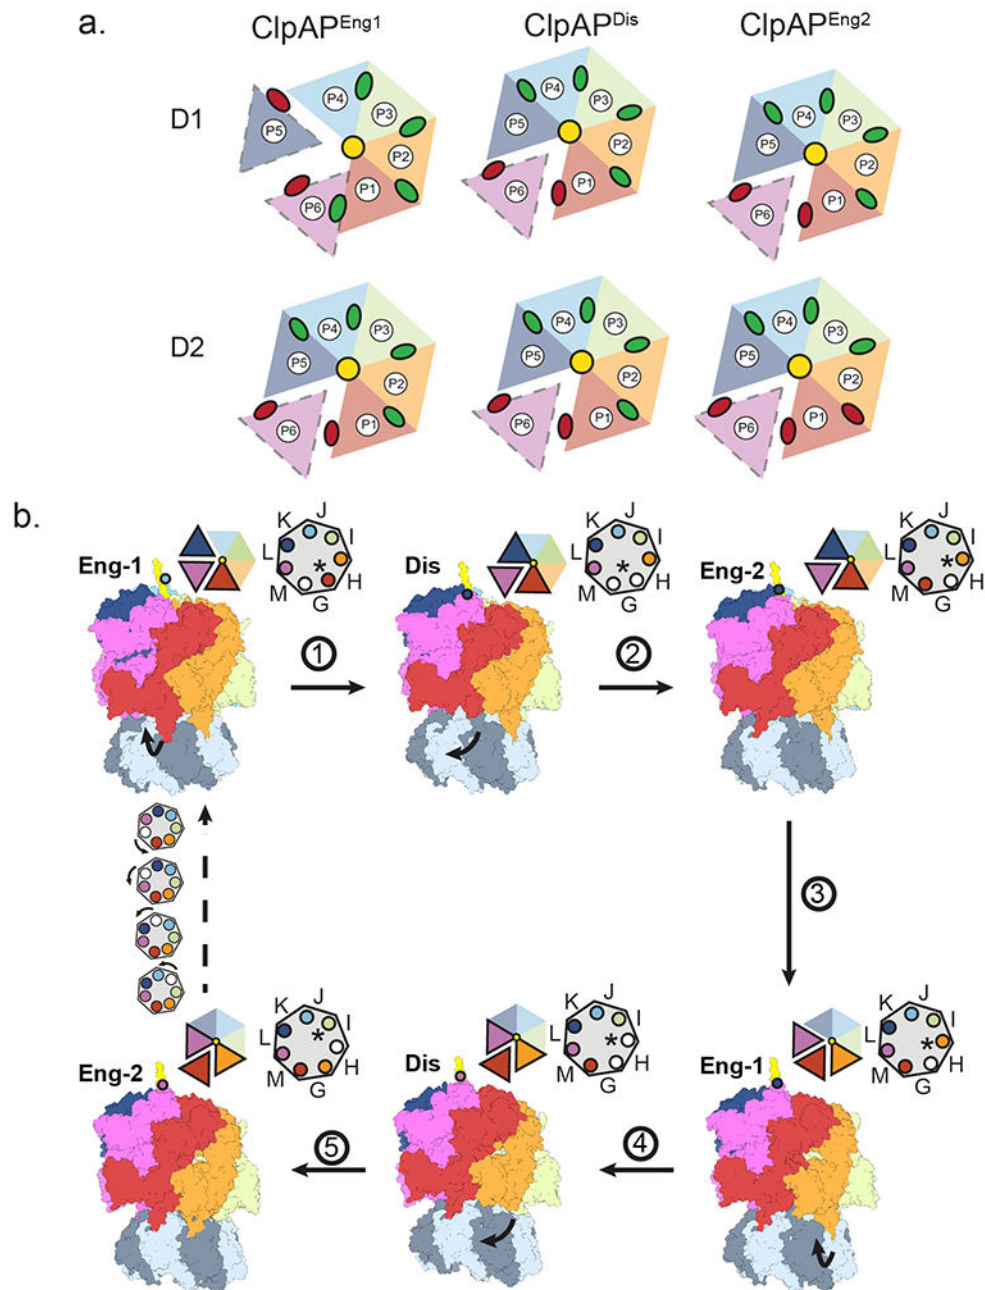 a.
ClpAP^Eng1 ClpAP^Dis ClpAP^Eng2
D1
P4 P3 P5 P2 P1 P6
P4 P3 P5 P2 P1 P6
P4 P3 P5 P2 P1 P6
D2
P4 P3 P5 P2 P1 P6
P4 P3 P5 P2 P1 P6
P4 P3 P5 P2 P1 P6
b.
Eng-1
K J I L * H M G
1
Dis
K J I L * H M G
2
Eng-2
K J I L * H M G
3
Eng-2
K J I L * H M G
5
Dis
K J I L * H M G
4
Eng-1
K J I L * H M G